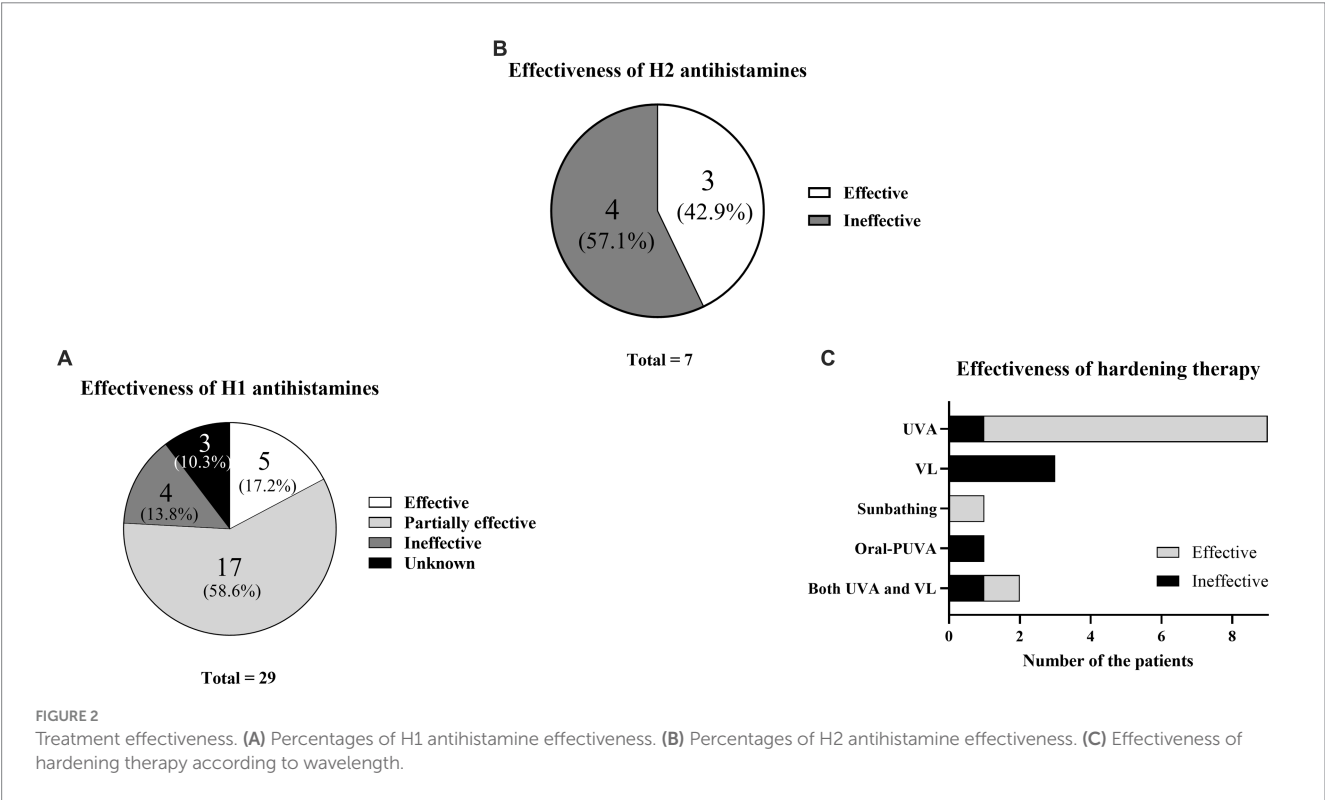 B
Effectiveness of H2 antihistamines
3
(42.9%)
4
(57.1%)
Effective
Ineffective
Total = 7
A
Effectiveness of H1 antihistamines
3
(10.3%)
5
(17.2%)
4
(13.8%)
17
(58.6%)
Effective
Partially effective
Ineffective
Unknown
Total = 29
C
Effectiveness of hardening therapy
UVA
VL
Sunbathing
Oral-PUVA
Both UVA and VL
Effective
Ineffective
0 2 4 6 8
Number of the patients
FIGURE 2
Treatment effectiveness. (A) Percentages of H1 antihistamine effectiveness. (B) Percentages of H2 antihistamine effectiveness. (C) Effectiveness of
hardening therapy according to wavelength.